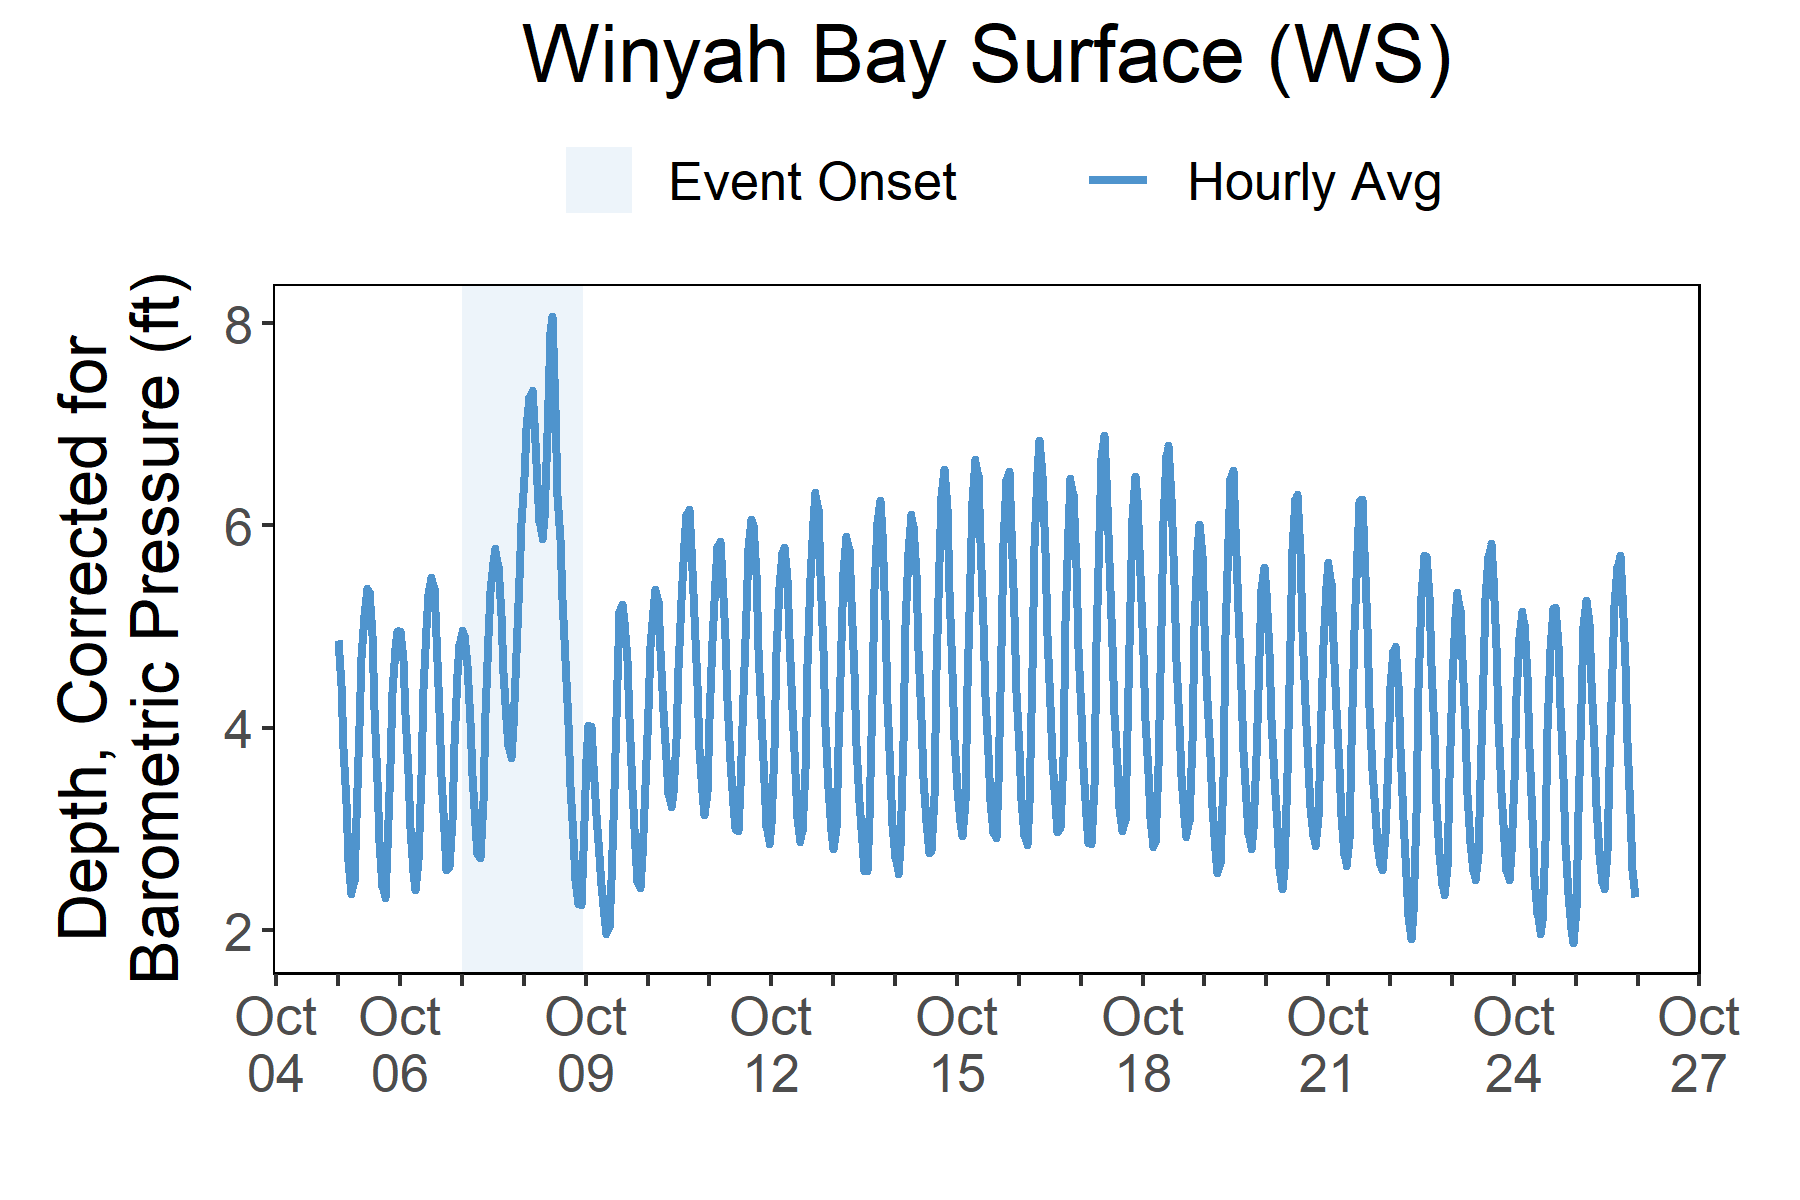 Winyah Bay Surface (WS)
Event Onset
Hourly Avg
Depth, Corrected for
Barometric Pressure (ft)
8
6
4
2
Oct 04
Oct 06
Oct 09
Oct 12
Oct 15
Oct 18
Oct 21
Oct 24
Oct 27